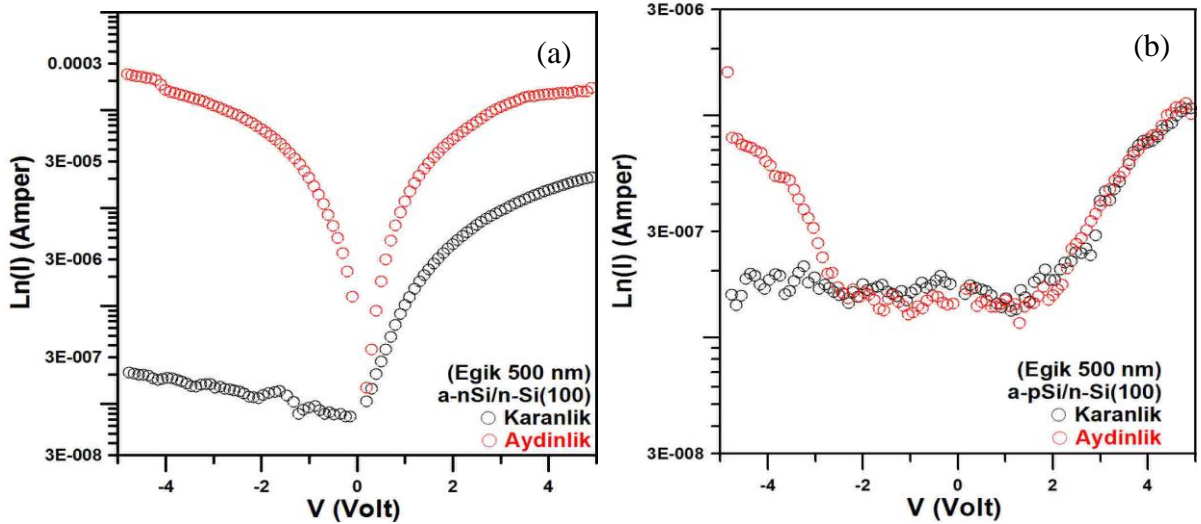 (a)
0.0003
3E-005
3E-006
3E-007
3E-008
Ln(I) (Amper)
(Egik 500 nm)
a-nSi/n-Si(100)
Karanlik
Aydinlik
-4 -2 0 2 4
V (Volt)
(b)
3E-006
3E-007
3E-008
Ln(I) (Amper)
(Egik 500 nm)
a-pSi/n-Si(100)
Karanlik
Aydinlik
-4 -2 0 2 4
V (Volt)